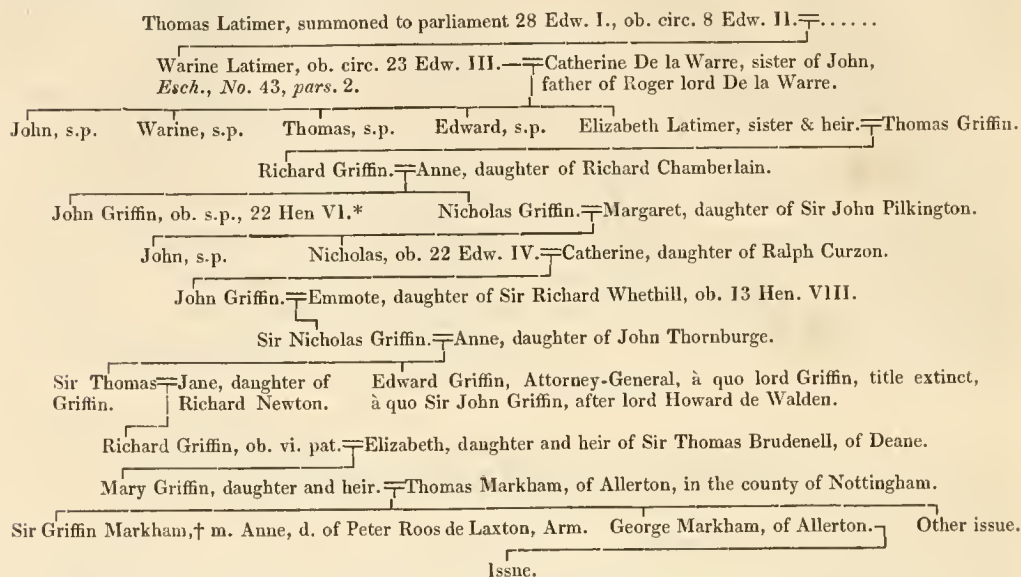 Thomas Latimer, summoned to parliament 28 Edw. I., ob. circ. 8 Edw. II.=......
Warine Latimer, ob. circ. 23 Edw. III.—=Catherine De la Warre, sister of John,
Esch., No. 43, pars. 2. father of Roger lord De la Warre.
John, s.p. Warine, s.p. Thomas, s.p. Edward, s.p. Elizabeth Latimer, sister & heir.=Thomas Griffin.
Richard Griffin.=Anne, daughter of Richard Chamberlain.
John Griffin, ob. s.p., 22 Hen VI.* Nicholas Griffin.=Margaret, daughter of Sir John Pilkington.
John, s.p. Nicholas, ob. 22 Edw. IV.=Catherine, daughter of Ralph Curzon.
John Griffin.=Emmote, daughter of Sir Richard Whethill, ob. 13 Hen. VIII.
Sir Nicholas Griffin.=Anne, daughter of John Thornburge.
Sir Thomas=Jane, daughter of Edward Griffin, Attorney-General, à quo lord Griffin, title extinct,
Griffin. Richard Newton. à quo Sir John Griffin, after lord Howard de Walden.
Richard Griffin, ob. vi. pat.=Elizabeth, daughter and heir of Sir Thomas Brudenell, of Deane.
Mary Griffin, daughter and heir.=Thomas Markham, of Allerton, in the county of Nottingham.
Sir Griffin Markham,† m. Anne, d. of Peter Roos de Laxton, Arm. George Markham, of Allerton. Other issue.
Issue.